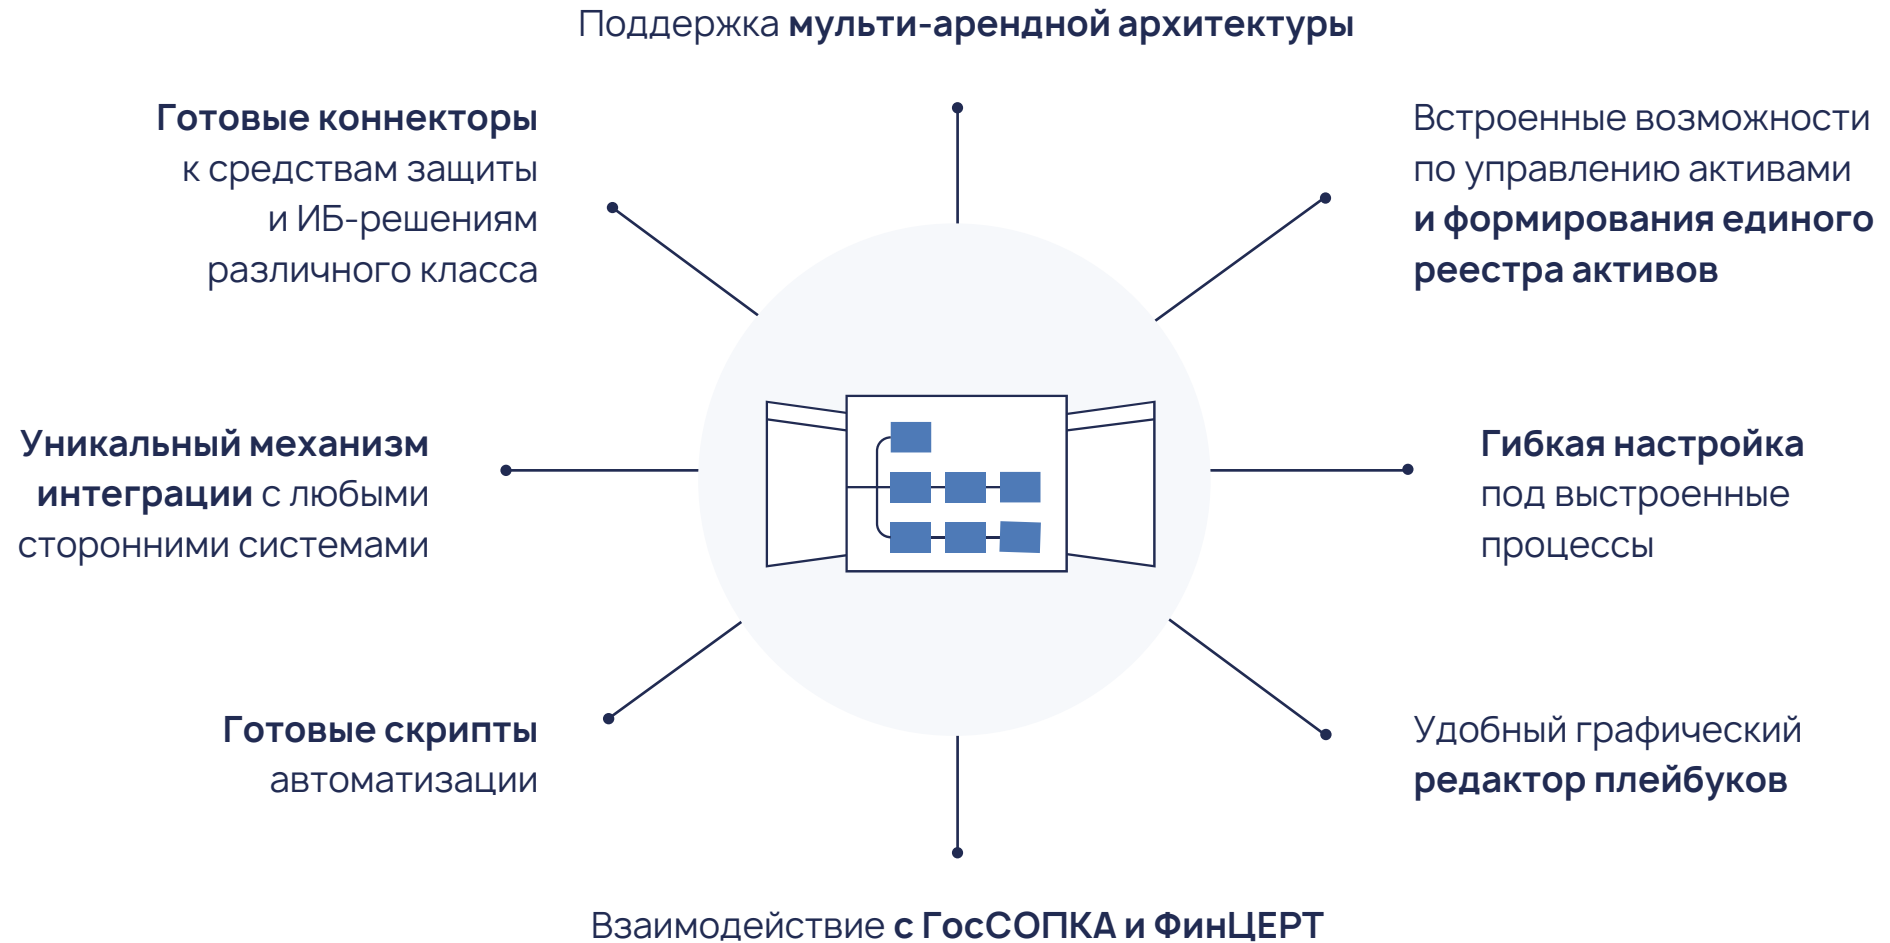 Поддержка мульти-арендной архитектуры
Готовые коннекторы
к средствам защиты
и ИБ-решениям
различного класса
Встроенные возможности
по управлению активами
и формирования единого
реестра активов
Уникальный механизм
интеграции с любыми
сторонними системами
Гибкая настройка
под выстроенные
процессы
Готовые скрипты
автоматизации
Удобный графический
редактор плейбуков
Взаимодействие с ГосСОПКА и ФинЦЕРТ